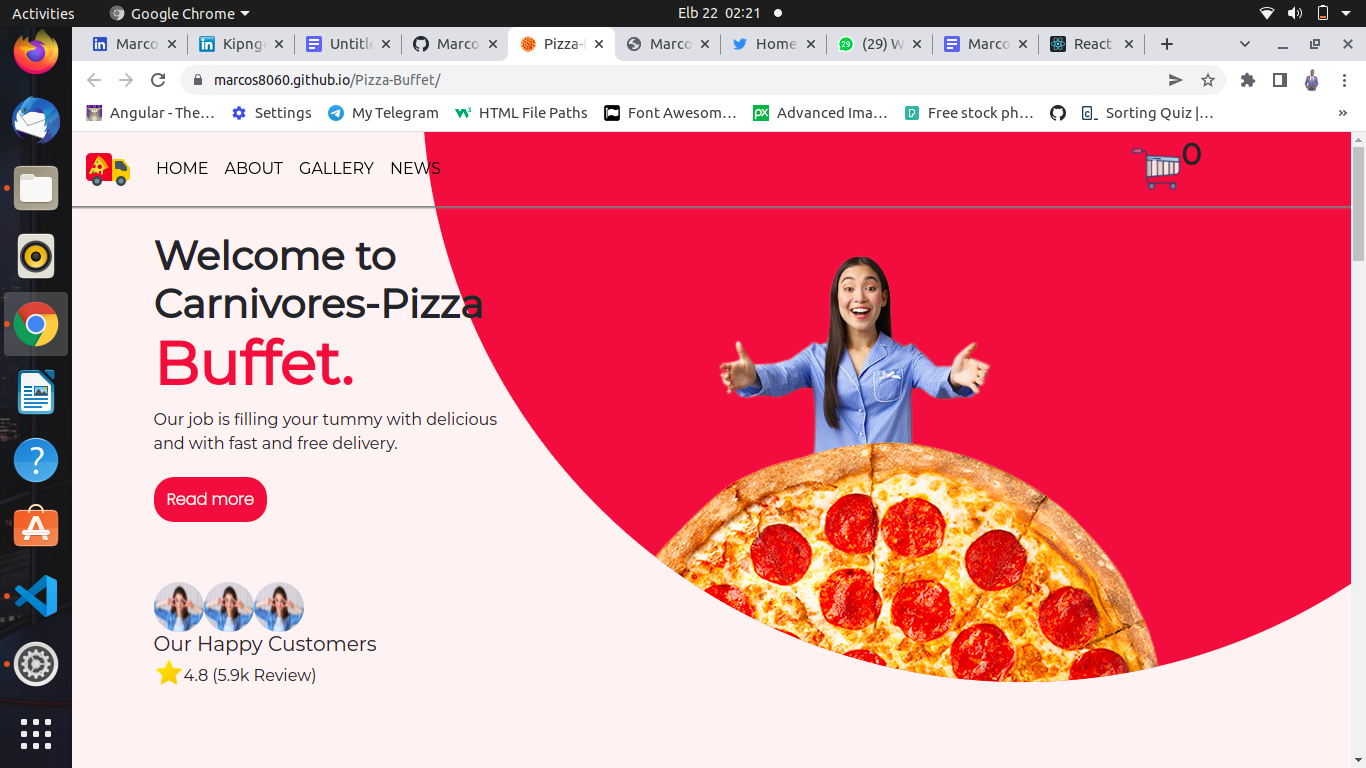 Activities
Google Chrome
Elb 22 02:21
Marco
Kipng
Untitle
Marco
Pizza-
Marco
Home
(29) W
Marco
React
marcos8060.github.io/Pizza-Buffet/
Angular - The...
Settings
My Telegram
HTML File Paths
Font Awesom...
Advanced Ima...
Free stock ph...
Sorting Quiz |...
»
HOME
ABOUT
GALLERY
NEWS
0
Welcome to
Carnivores-Pizza
Buffet.
Our job is filling your tummy with delicious
and with fast and free delivery.
Read more
Our Happy Customers
4.8 (5.9k Review)